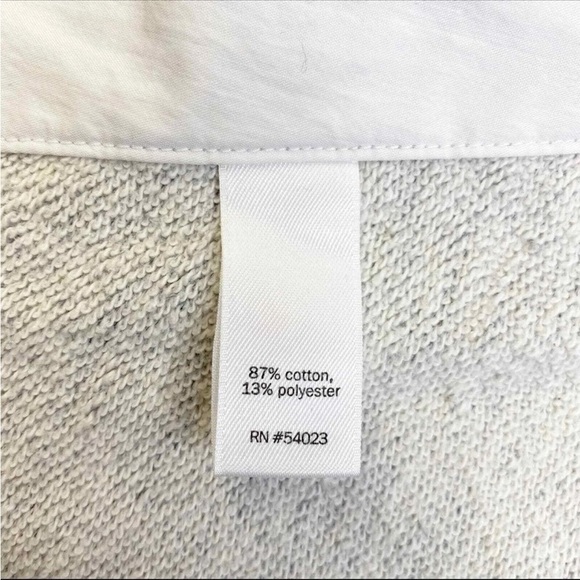 87% cotton,
13% polyester
RN #54023